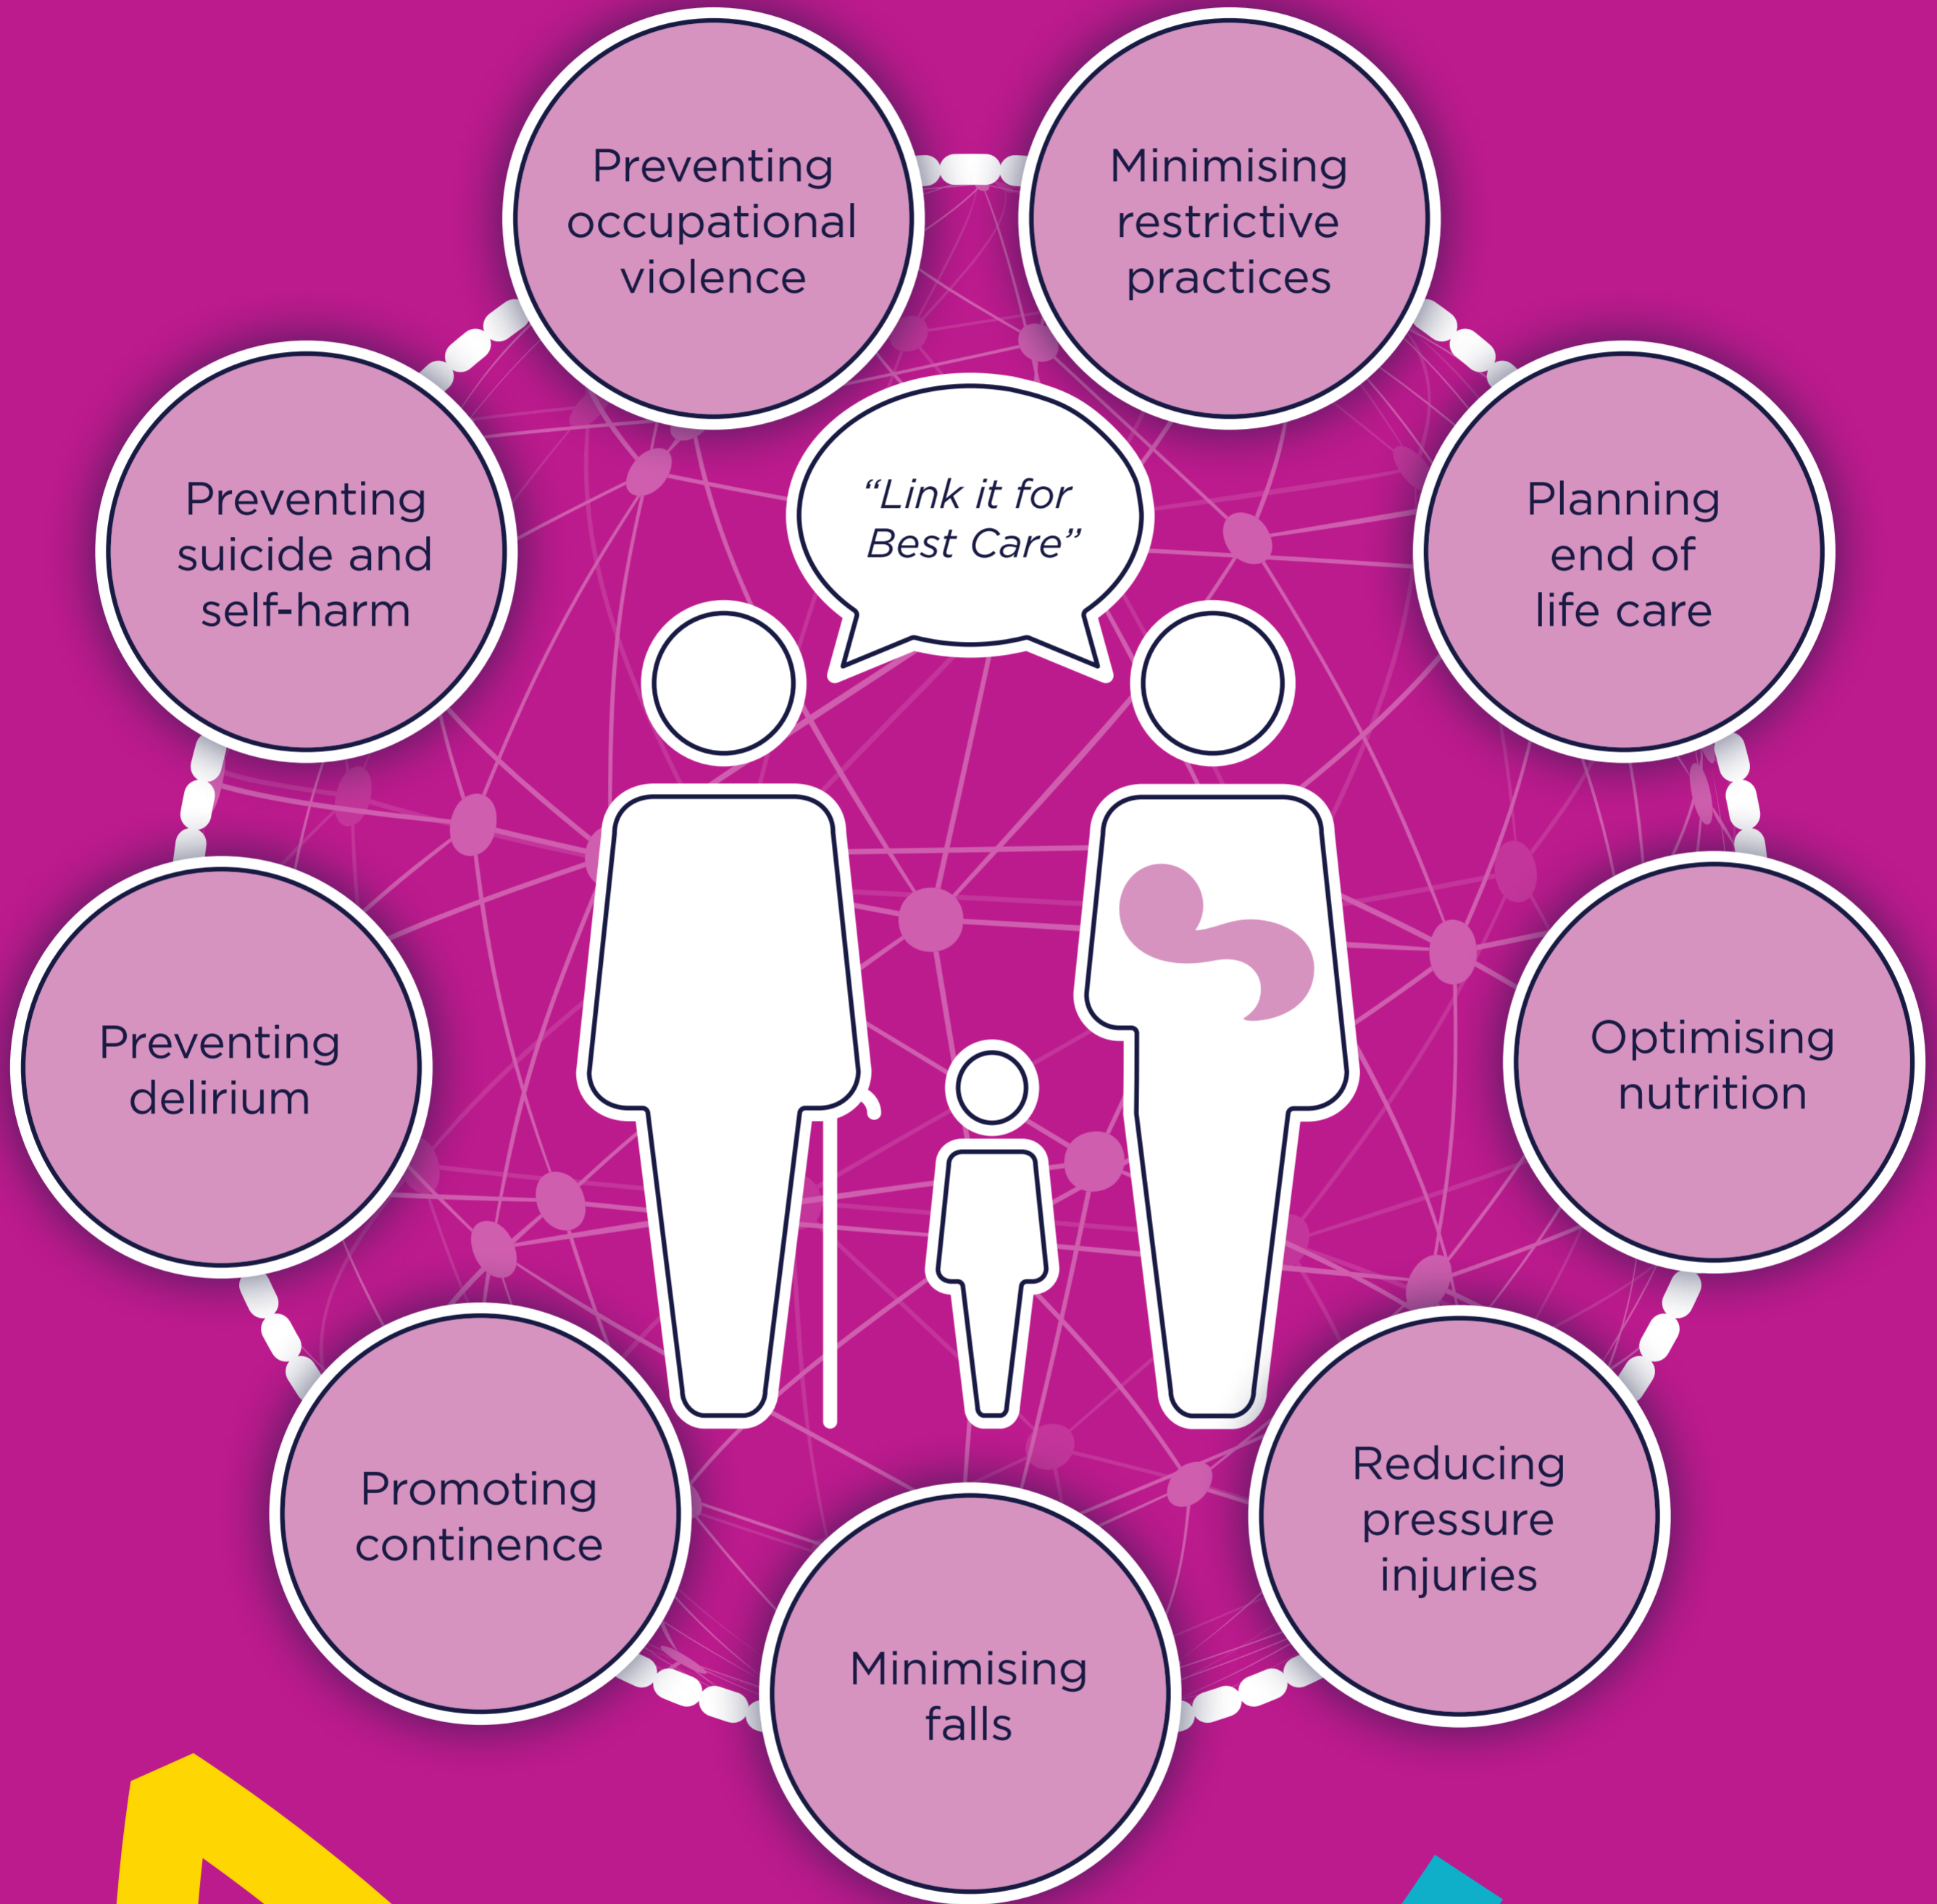 Preventing
occupational
violence
Minimising
restrictive
practices
Planning
end of
life care
Optimising
nutrition
Reducing
pressure
injuries
Minimising
falls
Promoting
continence
Preventing
delirium
Preventing
suicide and
self-harm
“Link it for
Best Care”